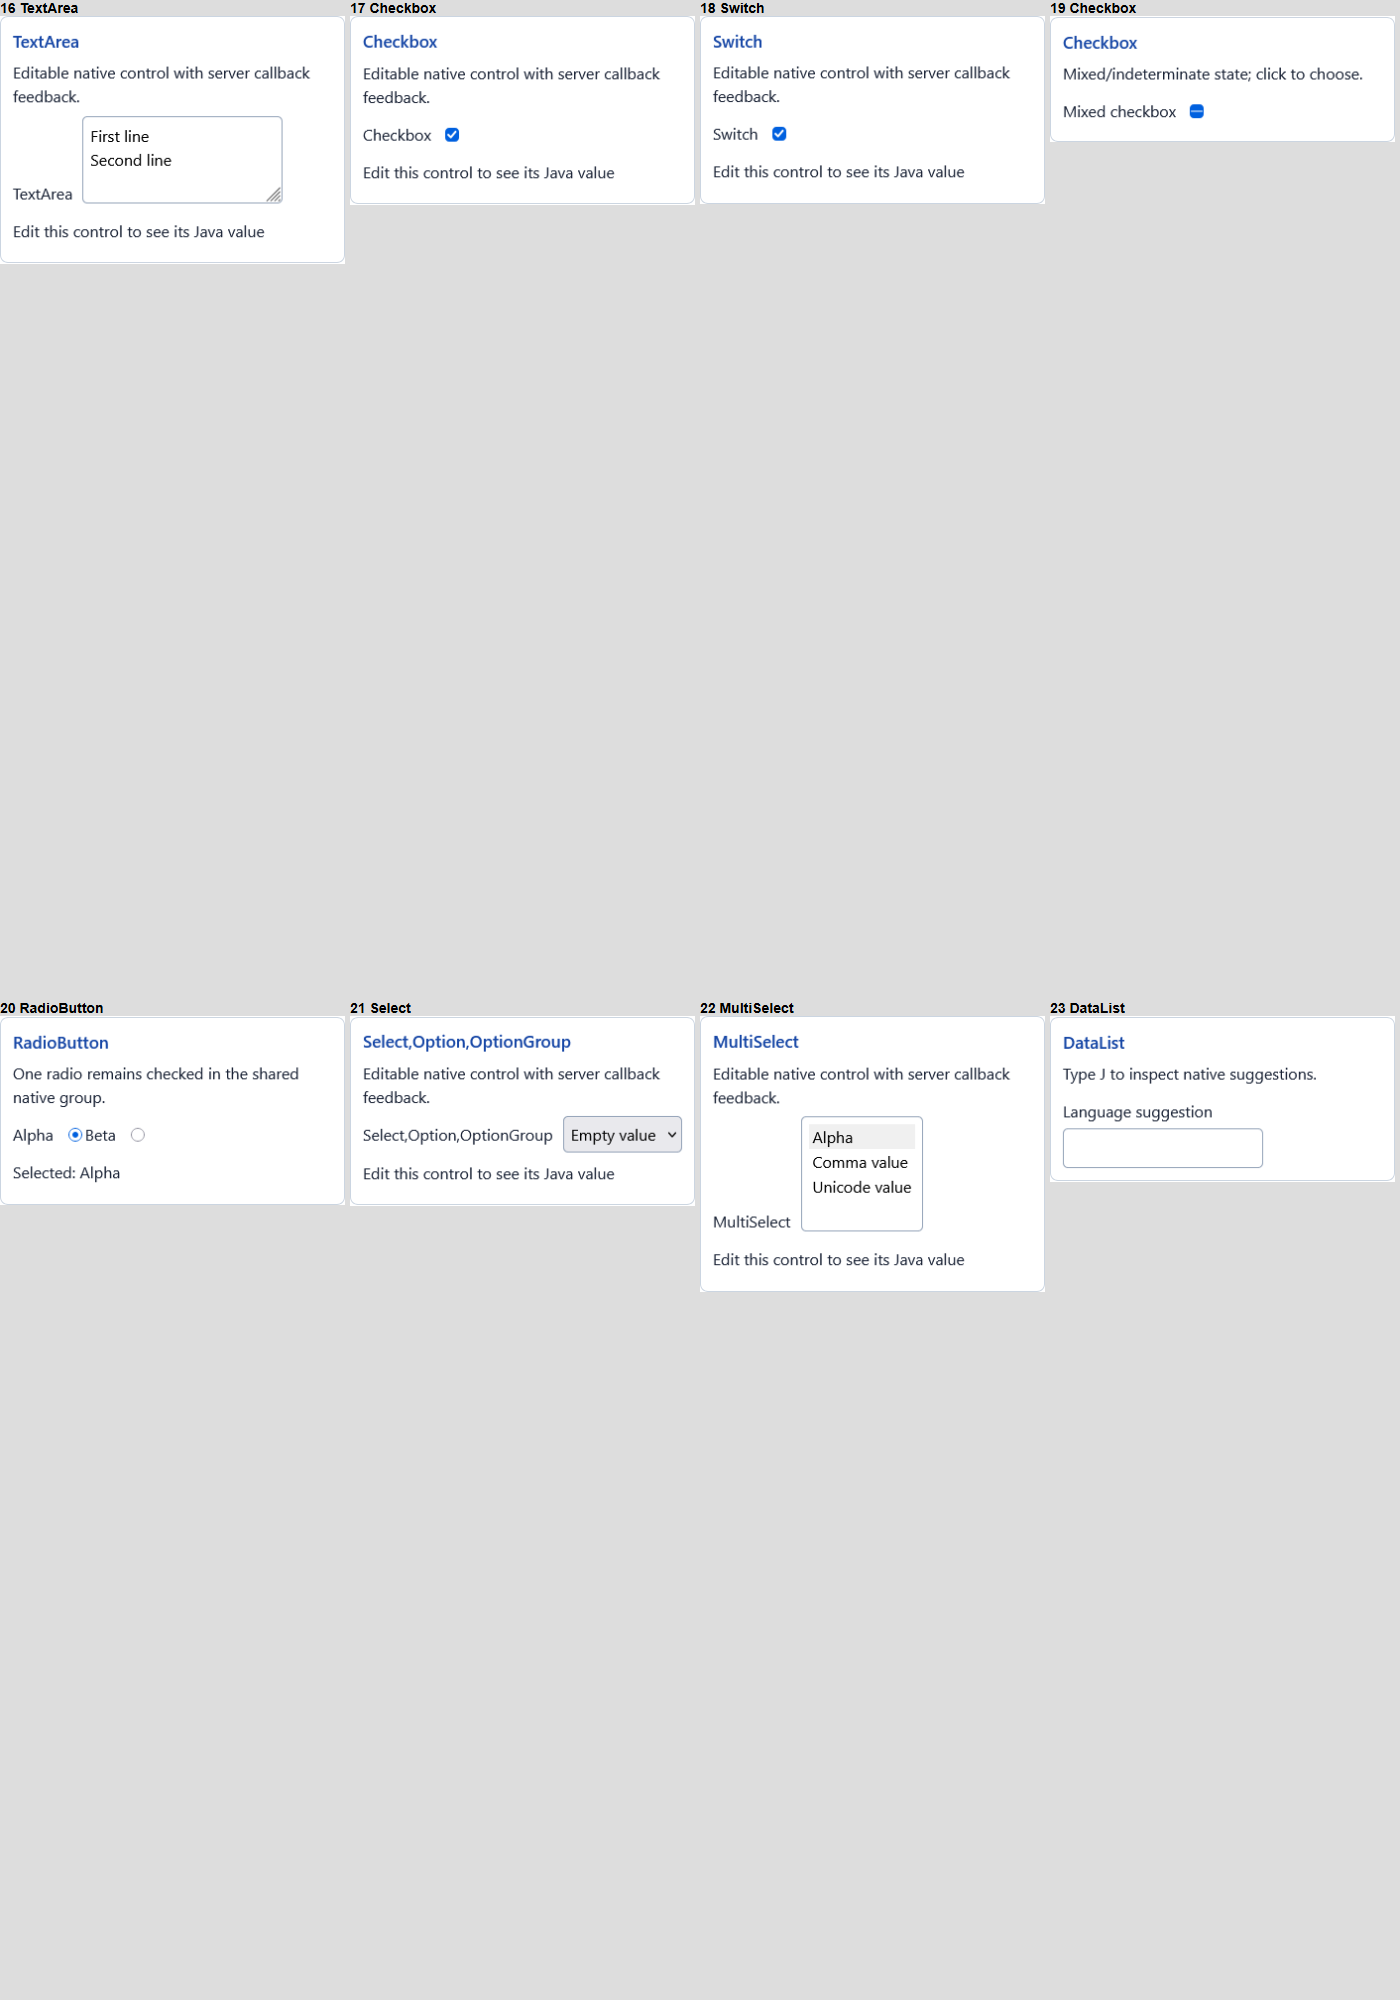 16 TextArea
TextArea
Editable native control with server callback
feedback.
First line
Second line
TextArea
Edit this control to see its Java value
17 Checkbox
Checkbox
Editable native control with server callback
feedback.
Checkbox
Edit this control to see its Java value
18 Switch
Switch
Editable native control with server callback
feedback.
Switch
Edit this control to see its Java value
19 Checkbox
Checkbox
Mixed/indeterminate state; click to choose.
Mixed checkbox
20 RadioButton
RadioButton
One radio remains checked in the shared
native group.
Alpha Beta
Selected: Alpha
21 Select
Select,Option,OptionGroup
Editable native control with server callback
feedback.
Select,Option,OptionGroup Empty value
Edit this control to see its Java value
22 MultiSelect
MultiSelect
Editable native control with server callback
feedback.
Alpha
Comma value
Unicode value
MultiSelect
Edit this control to see its Java value
23 DataList
DataList
Type J to inspect native suggestions.
Language suggestion